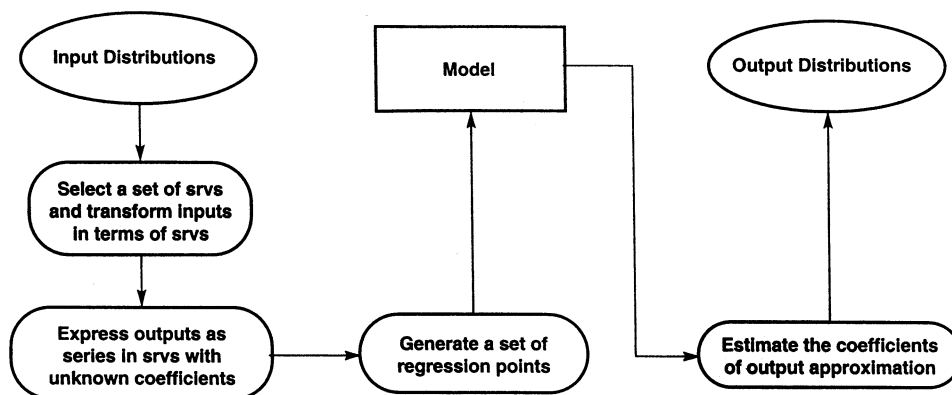 Input Distributions
Select a set of srvs
and transform inputs
in terms of srvs
Express outputs as
series in srvs with
unknown coefficients
Model
Generate a set of
regression points
Output Distributions
Estimate the coefficients
of output approximation